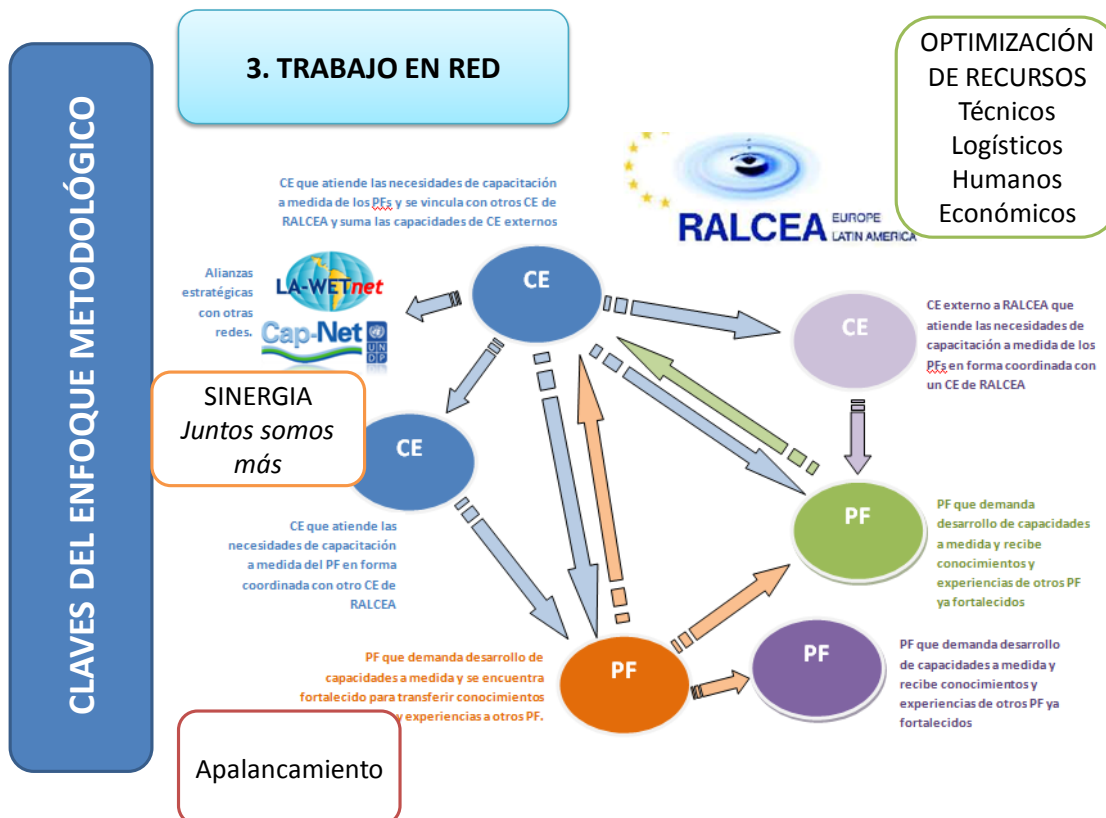 CLAVES DEL ENFOQUE METODOLÓGICO
3. TRABAJO EN RED
OPTIMIZACIÓN
DE RECURSOS
Técnicos
Logísticos
Humanos
Económicos
RALCEA EUROPE
LATIN AMERICA
CE que atiende las necesidades de capacitación
a medida de los PFs y se vincula con otros CE de
RALCEA y suma las capacidades de CE externos
Alianzas
estratégicas
con otras
redes.
LA-WETnet
Cap-Net
UN
DP
CE
CE
CE externo a RALCEA que
atiende las necesidades de
capacitación a medida de los
PFs en forma coordinada con
un CE de RALCEA
SINERGIA
Juntos somos
más
CE
CE que atiende las
necesidades de capacitación
a medida del PF en forma
coordinada con otro CE de
RALCEA
PF
PF que demanda
desarrollo de capacidades
a medida y recibe
conocimientos y
experiencias de otros PF
ya fortalecidos
PF que demanda desarrollo de
capacidades a medida y se encuentra
fortalecido para transferir conocimientos
y experiencias a otros PF.
PF
PF
PF que demanda desarrollo
de capacidades a medida y
recibe conocimientos y
experiencias de otros PF ya
fortalecidos
Apalancamiento